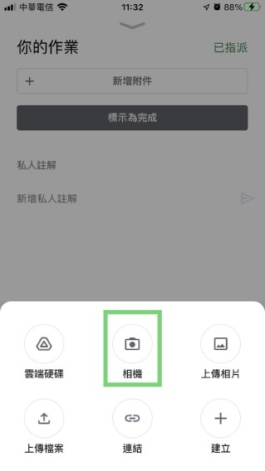 中華電信 11:32 88%
你的作業 已指派
+ 新增附件
標示為完成
私人註解
新增私人註解
雲端硬碟 相機 上傳相片
上傳檔案 連結 建立